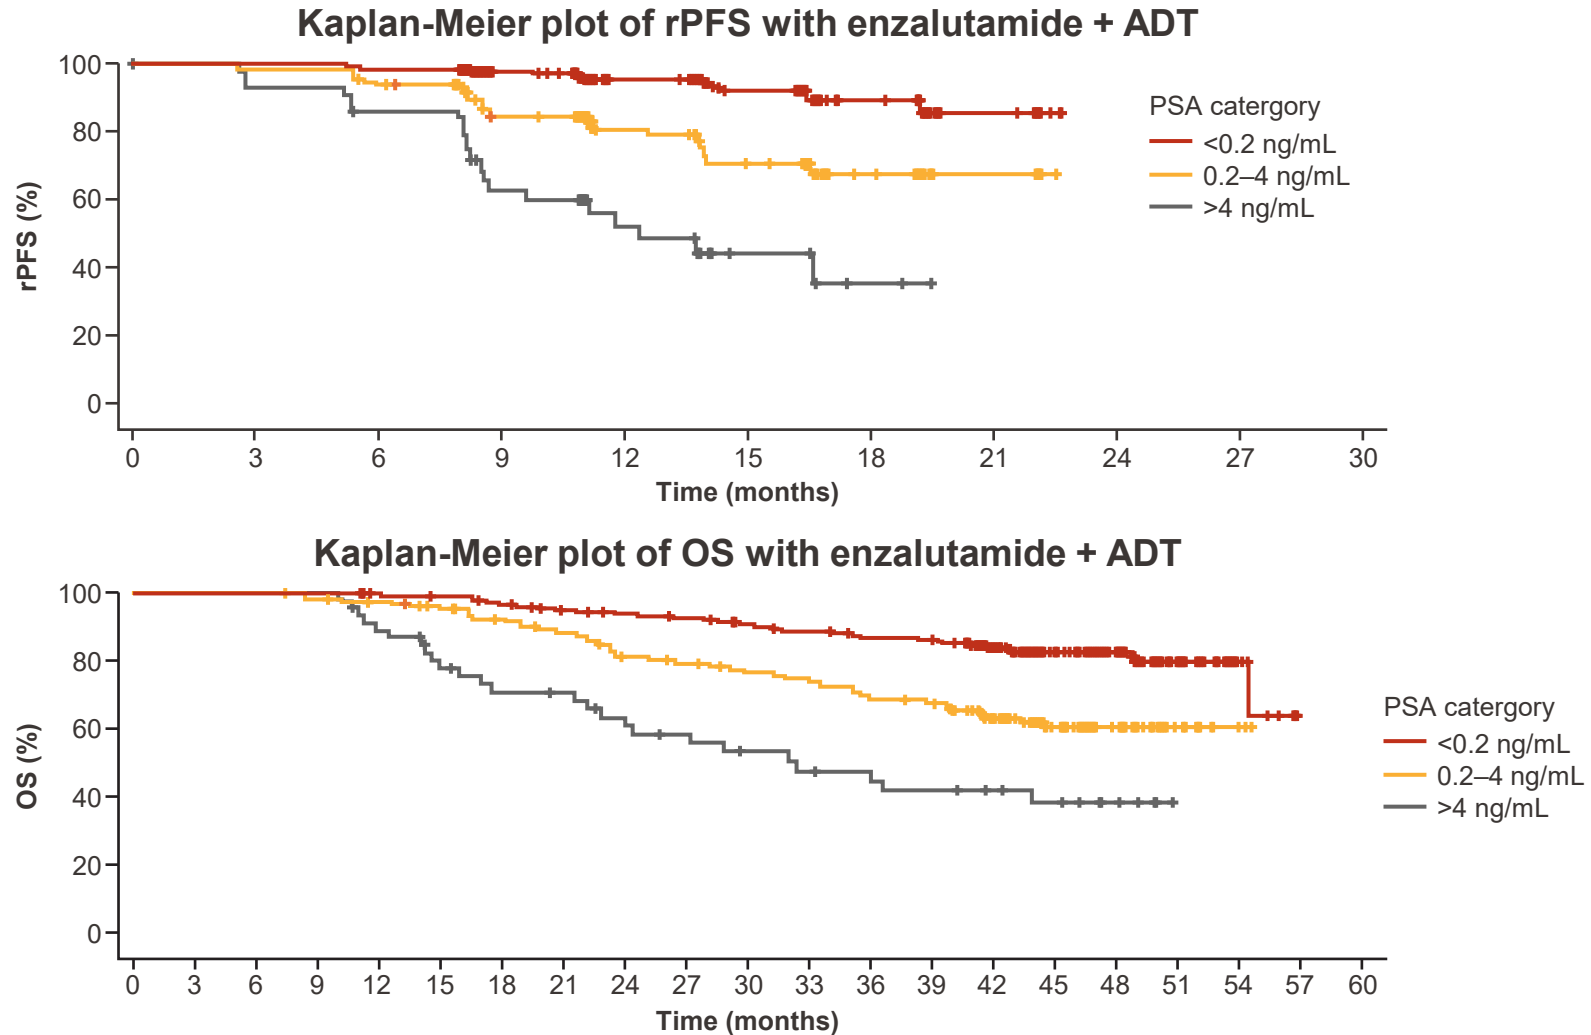 Kaplan-Meier plot of rPFS with enzalutamide + ADT
100
80
60
40
20
0
rPFS (%)
PSA catergory
<0.2 ng/mL
0.2–4 ng/mL
>4 ng/mL
0 3 6 9 12 15 18 21 24 27 30
Time (months)
Kaplan-Meier plot of OS with enzalutamide + ADT
100
80
60
40
20
0
OS (%)
PSA catergory
<0.2 ng/mL
0.2–4 ng/mL
>4 ng/mL
0 3 6 9 12 15 18 21 24 27 30 33 36 39 42 45 48 51 54 57 60
Time (months)